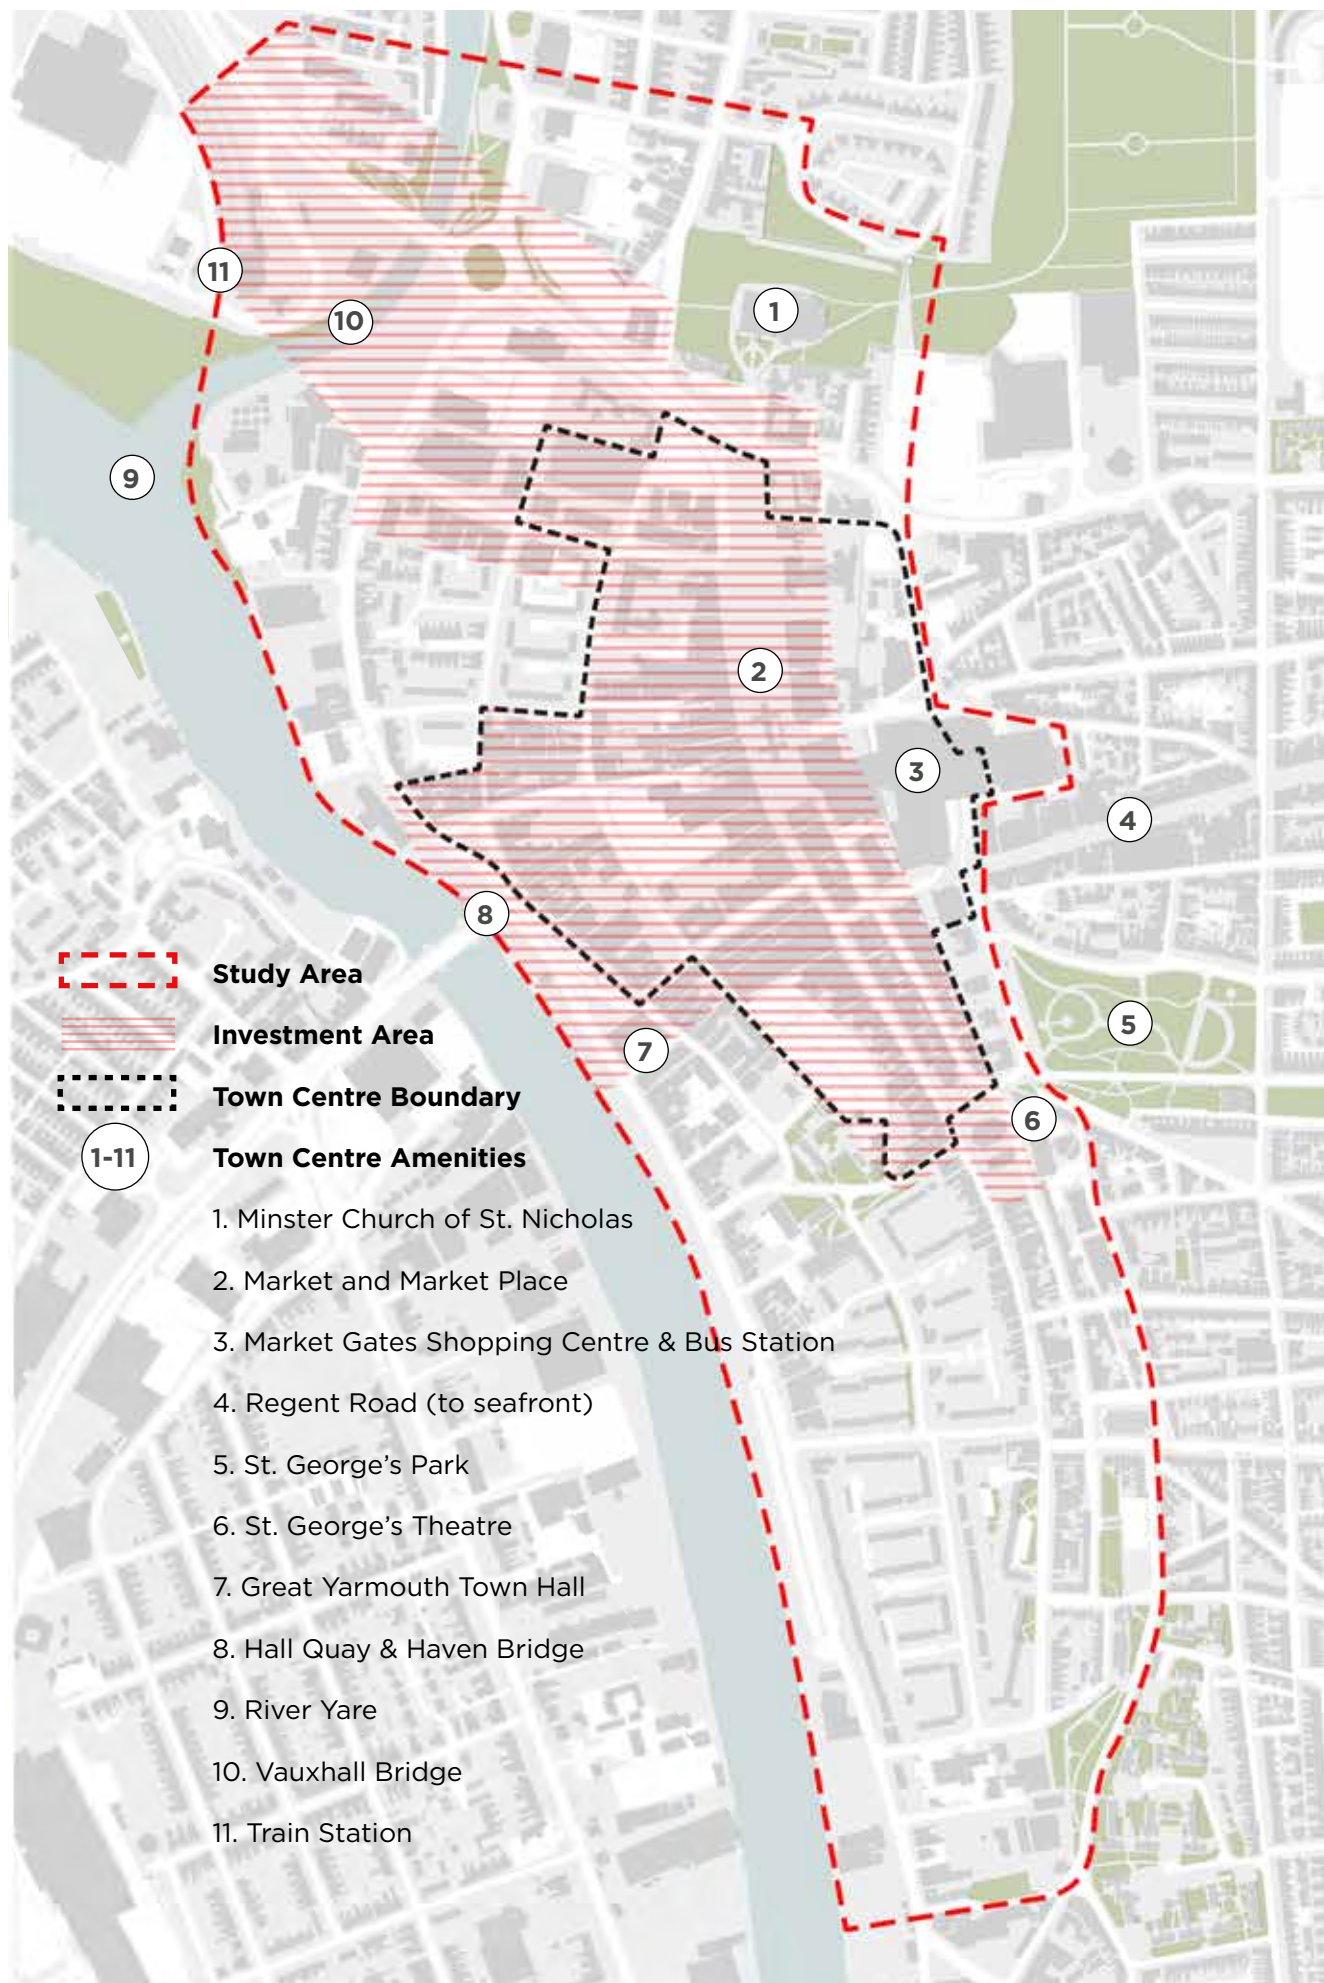 1
11
10
9
2
3
4
8
5
7
6
Study Area
Investment Area
Town Centre Boundary
1-11
Town Centre Amenities
1. Minster Church of St. Nicholas
2. Market and Market Place
3. Market Gates Shopping Centre & Bus Station
4. Regent Road (to seafront)
5. St. George’s Park
6. St. George’s Theatre
7. Great Yarmouth Town Hall
8. Hall Quay & Haven Bridge
9. River Yare
10. Vauxhall Bridge
11. Train Station